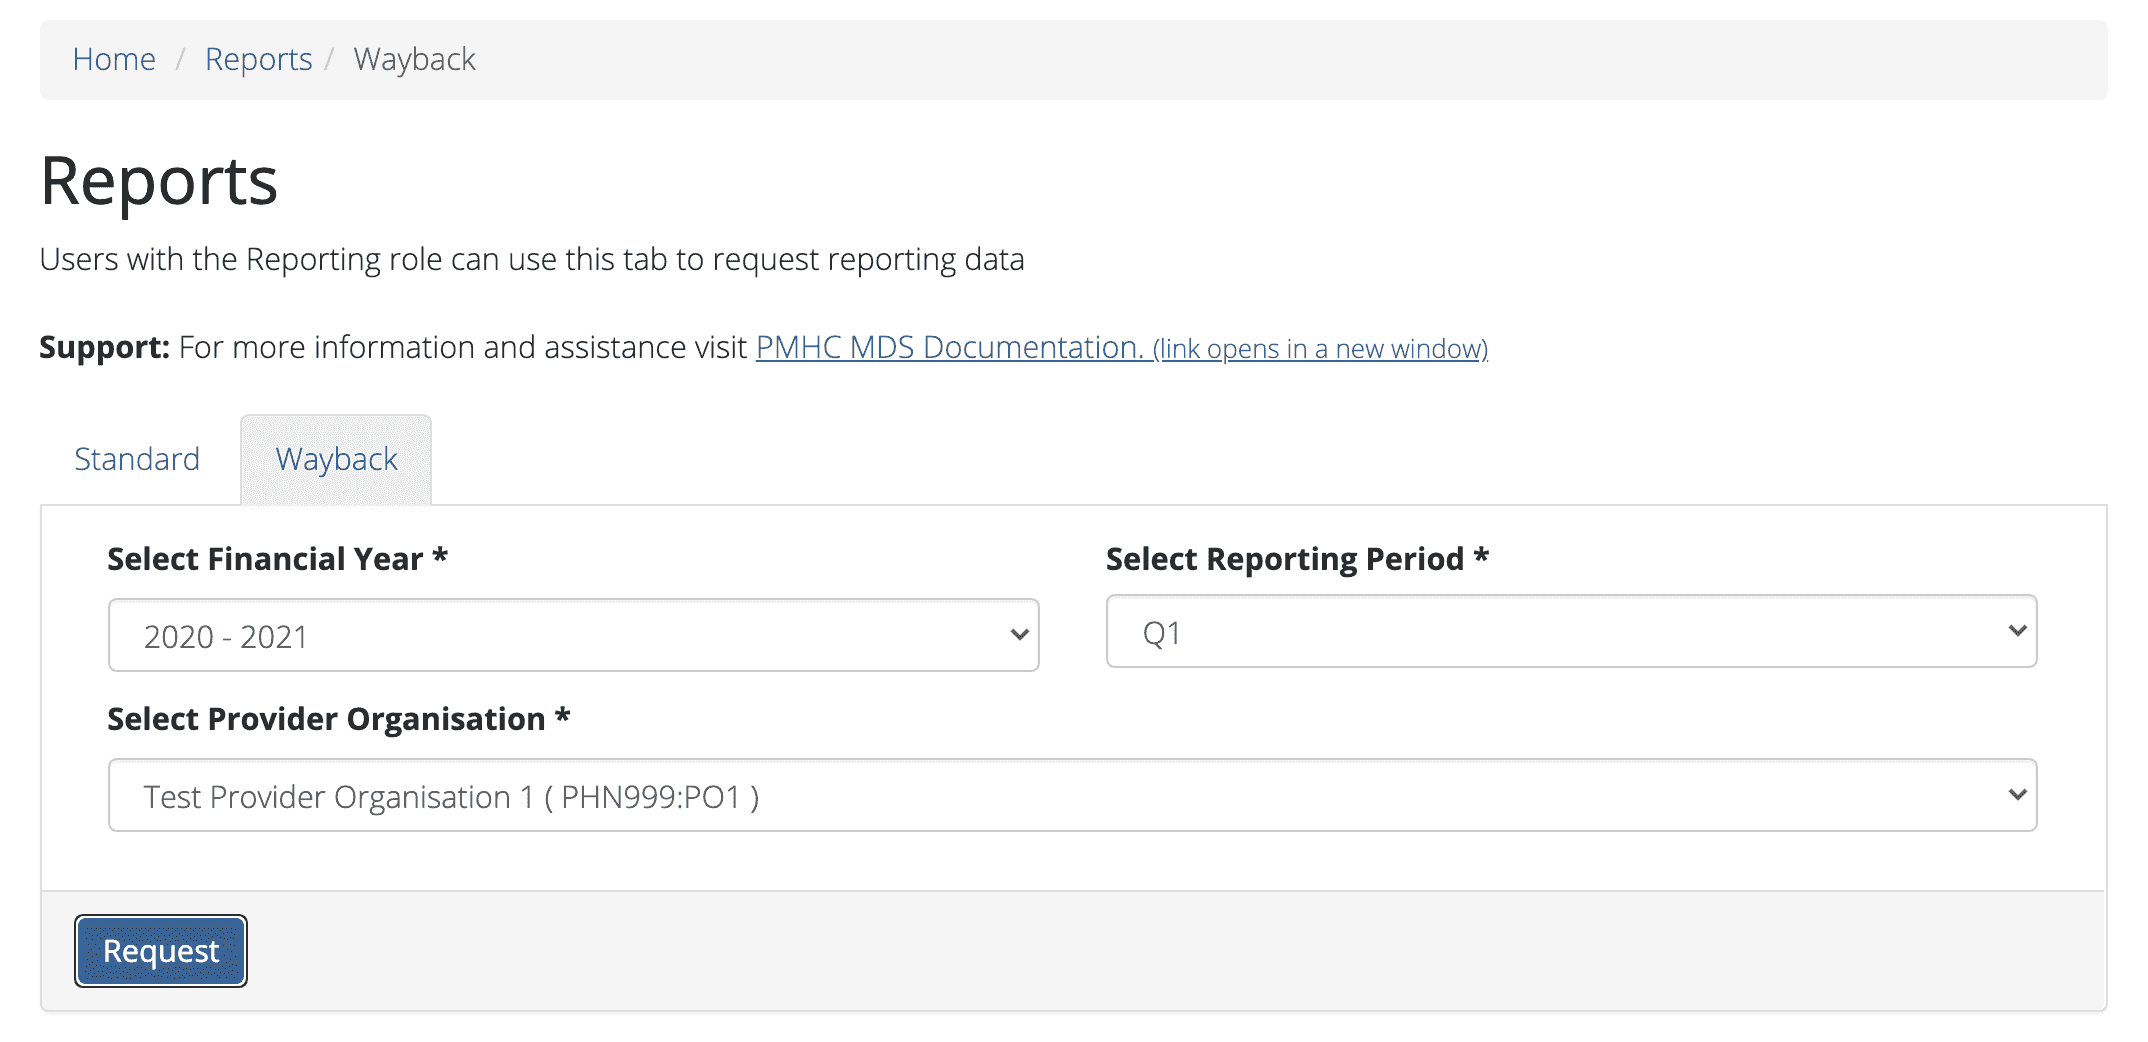 Home / Reports / Wayback
Reports
Users with the Reporting role can use this tab to request reporting data
Support: For more information and assistance visit PMHC MDS Documentation. (link opens in a new window)
Standard Wayback
Select Financial Year * Select Reporting Period *
2020 - 2021 Q1
Select Provider Organisation *
Test Provider Organisation 1 ( PHN999:PO1 )
Request